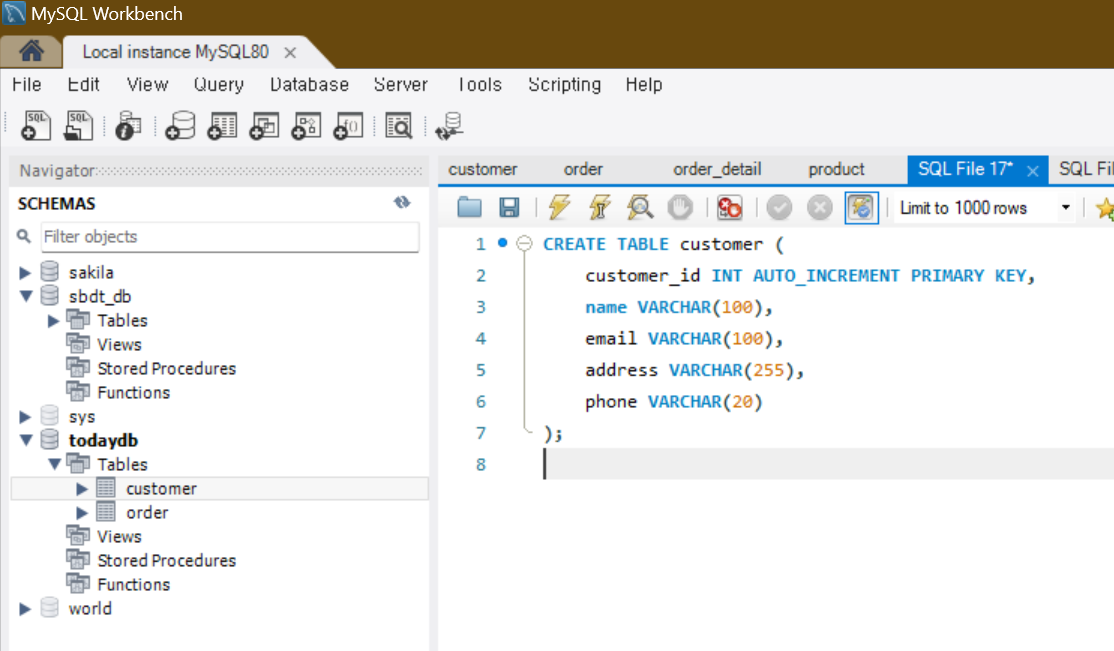 MySQL Workbench
Local instance MySQL80
File Edit View Query Database Server Tools Scripting Help
Navigator
SCHEMAS
Filter objects
sakila
sbdt_db
Tables
Views
Stored Procedures
Functions
sys
todaydb
Tables
customer
order
Views
Stored Procedures
Functions
world
customer order order_detail product SQL File 17* SQL Fil
Limit to 1000 rows
1 CREATE TABLE customer (
2 customer_id INT AUTO_INCREMENT PRIMARY KEY,
3 name VARCHAR(100),
4 email VARCHAR(100),
5 address VARCHAR(255),
6 phone VARCHAR(20)
7 );
8